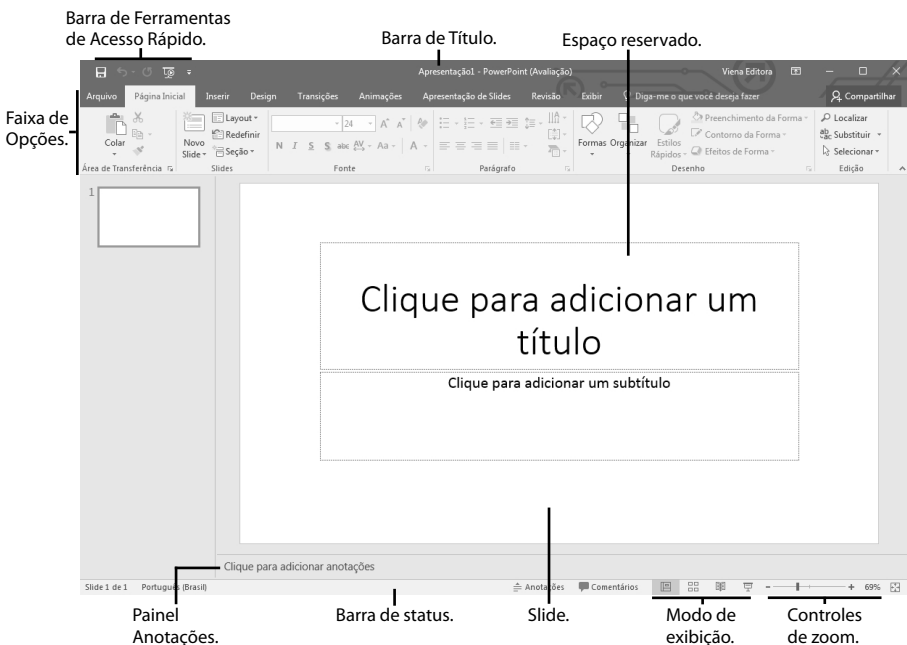 Barra de Ferramentas
de Acesso Rápido.
Barra de Título.
Espaço reservado.
Apresentação1 - PowerPoint (Avaliação)
Viena Editora
Arquivo Página Inicial Inserir Design Transições Animações Apresentação de Slides Revisão Exibir Diga-me o que você deseja fazer Compartilhar
Faixa de
Opções.
Colar
Novo
Slide
Layout
Redefinir
Seção
24
A A
N I S S abc AV Aa A
Formas Organizar Estilos
Rápidos
Preenchimento da Forma
Contorno da Forma
Efeitos de Forma
Localizar
Substituir
Selecionar
Área de Transferência Slides Fonte Parágrafo Desenho Edição
1
Clique para adicionar um
título
Clique para adicionar um subtítulo
Clique para adicionar anotações
Slide 1 de 1 Português (Brasil) Anotações Comentários 69%
Painel
Anotações.
Barra de status.
Slide.
Modo de
exibição.
Controles
de zoom.